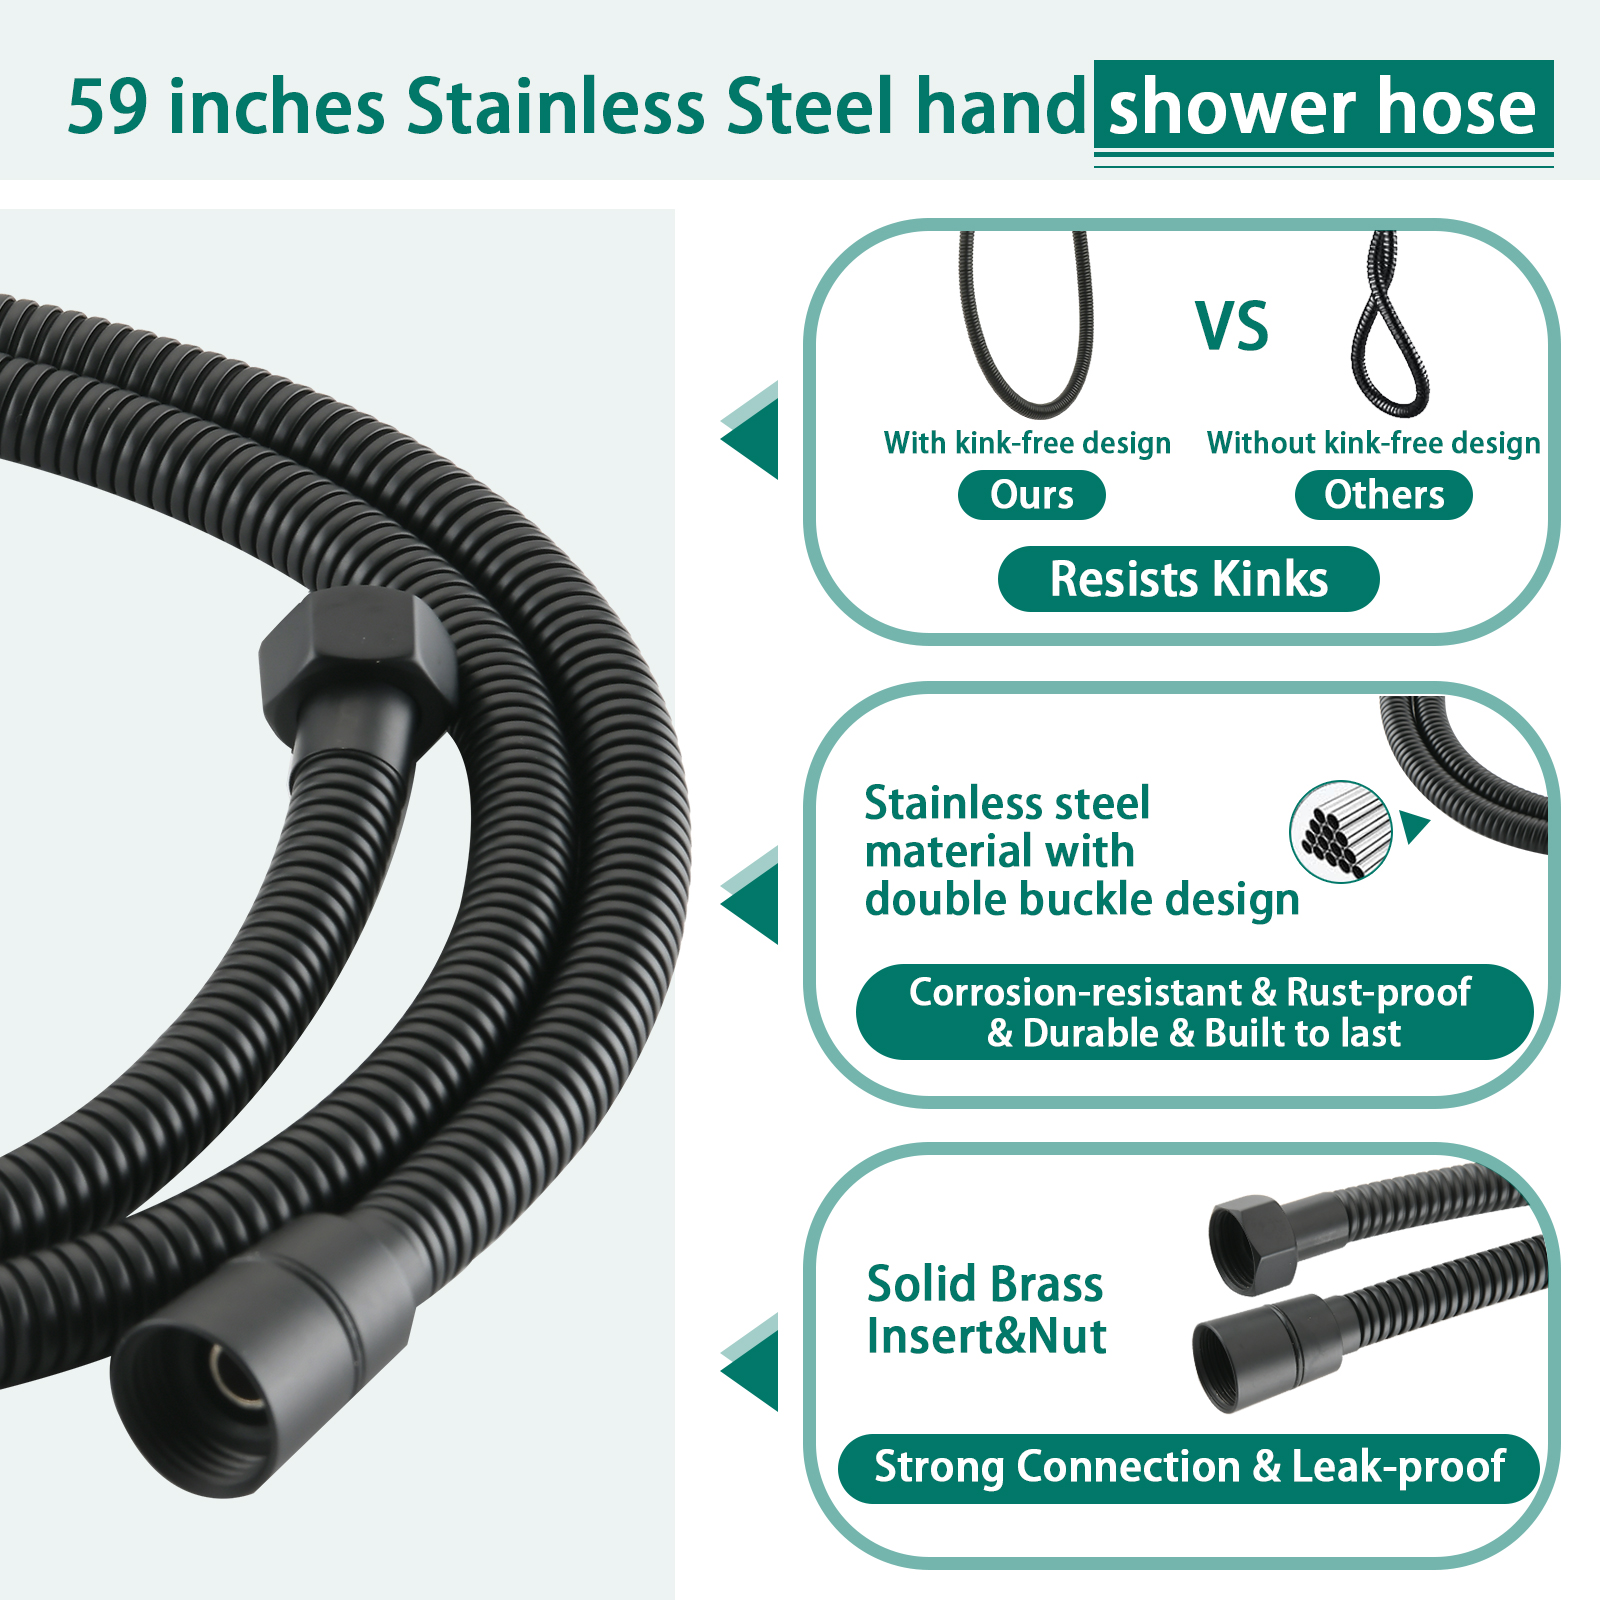 59 inches Stainless Steel hand shower hose
VS
With kink-free design
Without kink-free design
Ours
Others
Resists Kinks
Stainless steel
material with
double buckle design
Corrosion-resistant & Rust-proof
& Durable & Built to last
Solid Brass
Insert&Nut
Strong Connection & Leak-proof